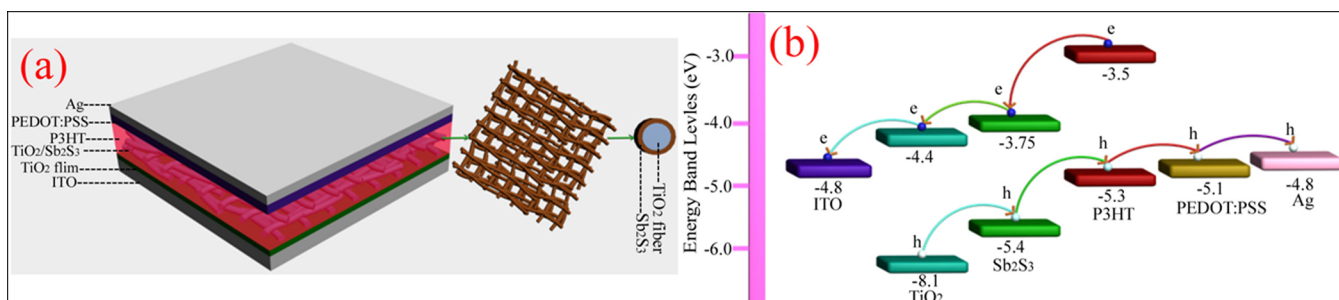 (a)
Ag
PEDOT:PSS
P3HT
TiO2/Sb2S3
TiO2 flim
ITO
TiO2 fiber
Sb2S3
(b)
Energy Band Levles (eV)
-3.0
-4.0
-5.0
-6.0
e
-3.5
e
-3.75
e
-4.4
e
-4.8
ITO
h
-8.1
TiO2
h
-5.4
Sb2S3
h
-5.3
P3HT
h
-5.1
PEDOT:PSS
h
-4.8
Ag